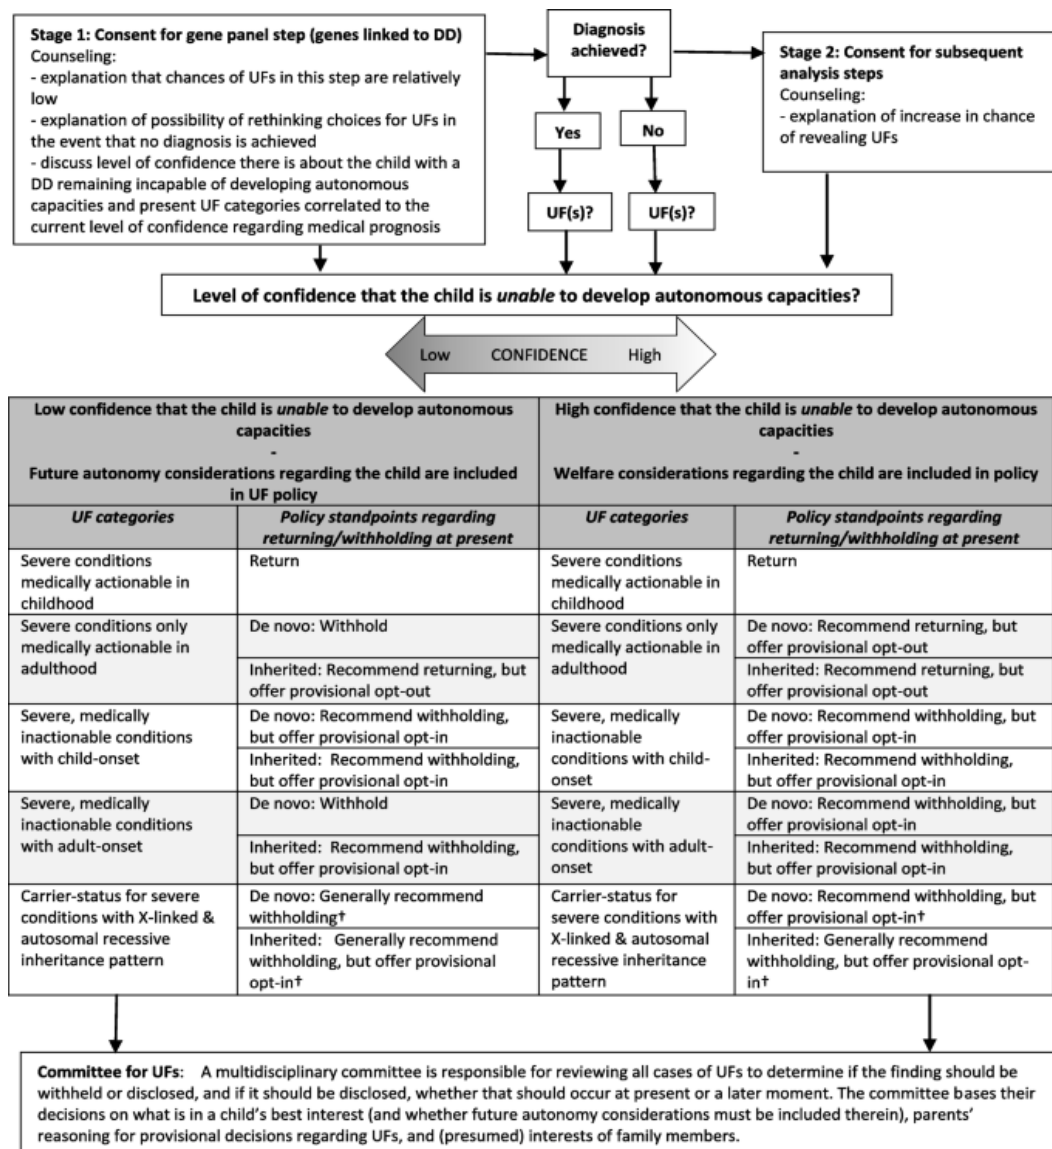 Stage 1: Consent for gene panel step (genes linked to DD)
Counseling:
- explanation that chances of UFs in this step are relatively
low
- explanation of possibility of rethinking choices for UFs in
the event that no diagnosis is achieved
- discuss level of confidence there is about the child with a
DD remaining incapable of developing autonomous
capacities and present UF categories correlated to the
current level of confidence regarding medical prognosis
Diagnosis
achieved?
Yes
No
UF(s)?
UF(s)?
Stage 2: Consent for subsequent
analysis steps
Counseling:
- explanation of increase in chance
of revealing UFs
Level of confidence that the child is unable to develop autonomous capacities?
Low CONFIDENCE High
Low confidence that the child is unable to develop autonomous
capacities
-
Future autonomy considerations regarding the child are included
in UF policy
High confidence that the child is unable to develop autonomous
capacities
-
Welfare considerations regarding the child are included in policy
UF categories
Policy standpoints regarding
returning/withholding at present
UF categories
Policy standpoints regarding
returning/withholding at present
Severe conditions
medically actionable in
childhood
Return
Severe conditions
medically actionable in
childhood
Return
Severe conditions only
medically actionable in
adulthood
De novo: Withhold
Inherited: Recommend returning, but
offer provisional opt-out
Severe conditions only
medically actionable in
adulthood
De novo: Recommend returning, but
offer provisional opt-out
Inherited: Recommend returning, but
offer provisional opt-out
Severe, medically
inactionable conditions
with child-onset
De novo: Recommend withholding,
but offer provisional opt-in
Inherited: Recommend withholding,
but offer provisional opt-in
Severe, medically
inactionable
conditions with child-
onset
De novo: Recommend withholding, but
offer provisional opt-in
Inherited: Recommend withholding, but
offer provisional opt-in
Severe, medically
inactionable conditions
with adult-onset
De novo: Withhold
Inherited: Recommend withholding,
but offer provisional opt-in
Severe, medically
inactionable
conditions with adult-
onset
De novo: Recommend withholding, but
offer provisional opt-in
Inherited: Recommend withholding, but
offer provisional opt-in
Carrier-status for severe
conditions with X-linked &
autosomal recessive
inheritance pattern
De novo: Generally recommend
withholding†
Inherited: Generally recommend
withholding, but offer provisional
opt-in†
Carrier-status for
severe conditions with
X-linked & autosomal
recessive inheritance
pattern
De novo: Recommend withholding, but
offer provisional opt-in†
Inherited: Generally recommend
withholding, but offer provisional opt-
in†
Committee for UFs: A multidisciplinary committee is responsible for reviewing all cases of UFs to determine if the finding should be
withheld or disclosed, and if it should be disclosed, whether that should occur at present or a later moment. The committee bases their
decisions on what is in a child's best interest (and whether future autonomy considerations must be included therein), parents'
reasoning for provisional decisions regarding UFs, and (presumed) interests of family members.